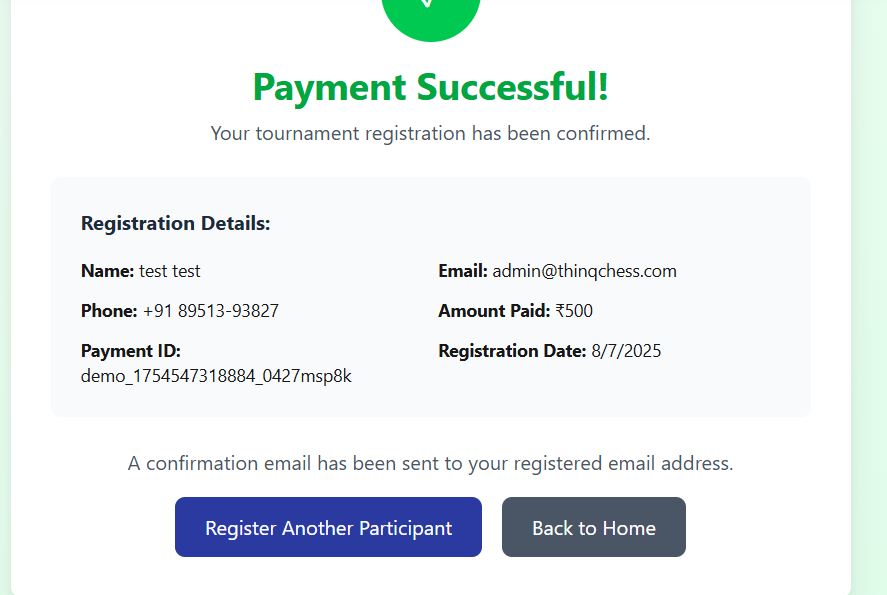 Payment Successful!
Your tournament registration has been confirmed.
Registration Details:
Name: test test
Email: admin@thinqchess.com
Phone: +91 89513-93827
Amount Paid: ₹500
Payment ID:
demo_1754547318884_0427msp8k
Registration Date: 8/7/2025
A confirmation email has been sent to your registered email address.
Register Another Participant
Back to Home